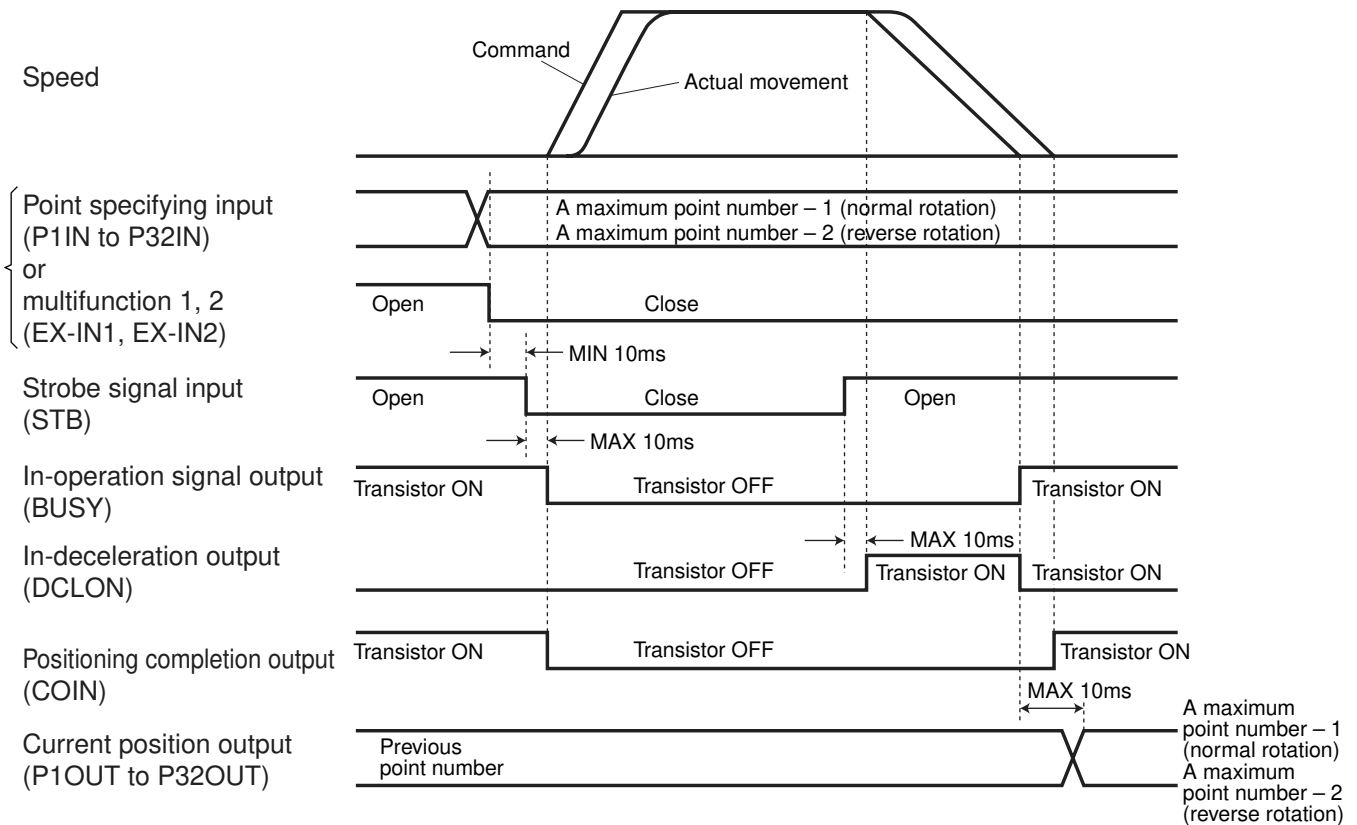 Speed
Command
Actual movement
Point specifying input
(P1IN to P32IN)
or
multifunction 1, 2
(EX-IN1, EX-IN2)
A maximum point number – 1 (normal rotation)
A maximum point number – 2 (reverse rotation)
Open
Close
MIN 10ms
Strobe signal input
(STB)
Open
Close
Open
MAX 10ms
In-operation signal output
(BUSY)
Transistor ON
Transistor OFF
Transistor ON
In-deceleration output
(DCLON)
MAX 10ms
Transistor OFF
Transistor ON
Transistor ON
Positioning completion output
(COIN)
Transistor ON
Transistor OFF
Transistor ON
MAX 10ms
Current position output
(P1OUT to P32OUT)
Previous
point number
A maximum
point number – 1
(normal rotation)
A maximum
point number – 2
(reverse rotation)